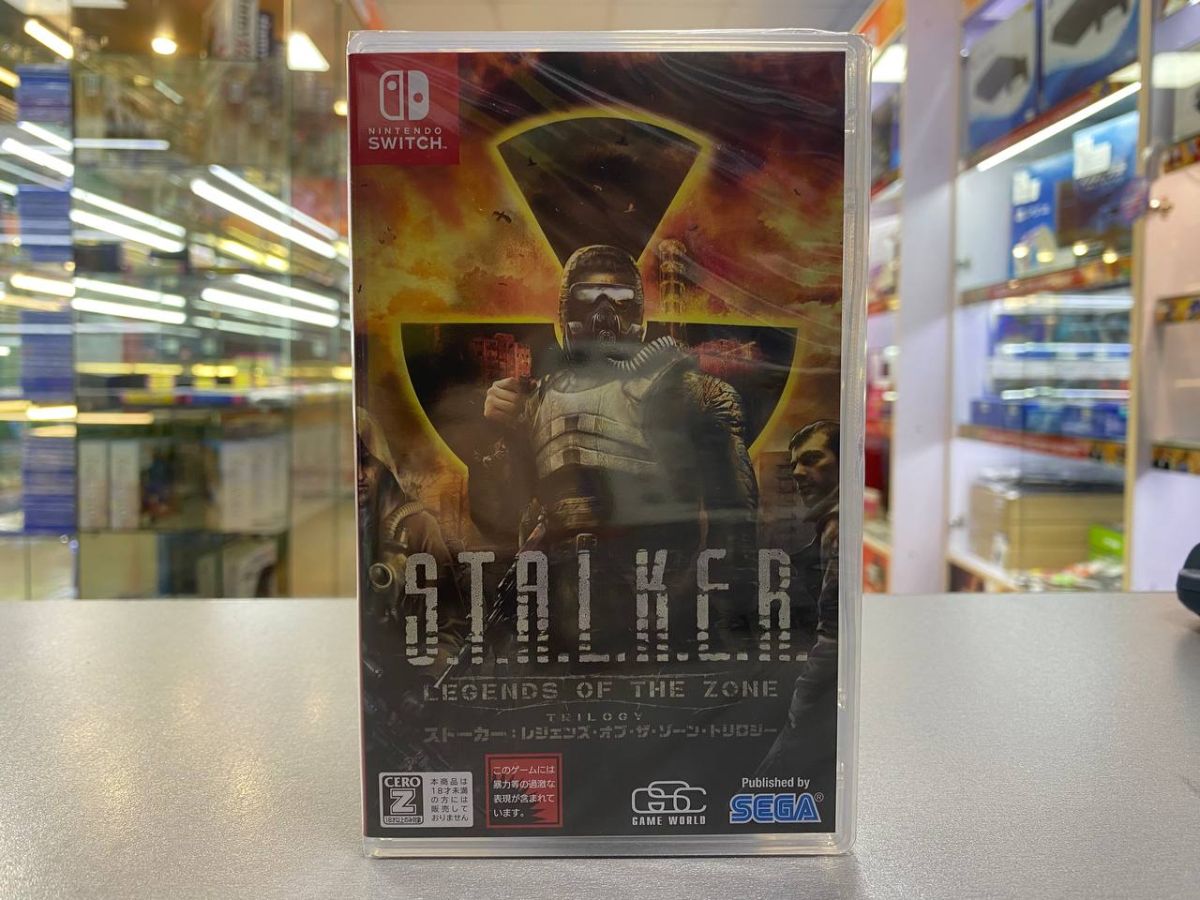 NINTENDO
SWITCH™
S.T.A.L.K.E.R.
LEGENDS OF THE ZONE
TRILOGY
ストーカー：レジェンズ・オブ・ザ・ゾーン・トリロジー
CERO
Z
本商品は
18才未満
の方には
販売して
おりません
このゲームには
暴力等の過激な
表現が含まれて
います。
GSC
GAME WORLD
Published by
SEGA®